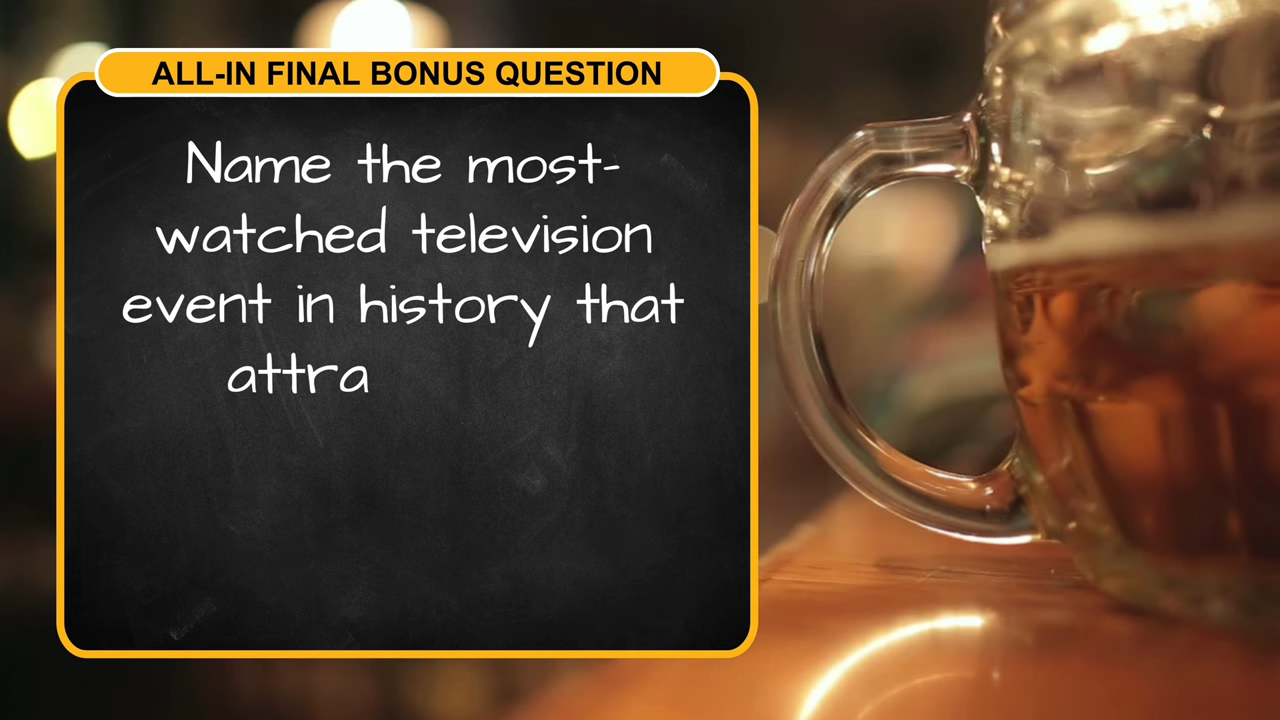 ALL-IN FINAL BONUS QUESTION
Name the most-
watched television
event in history that
attra